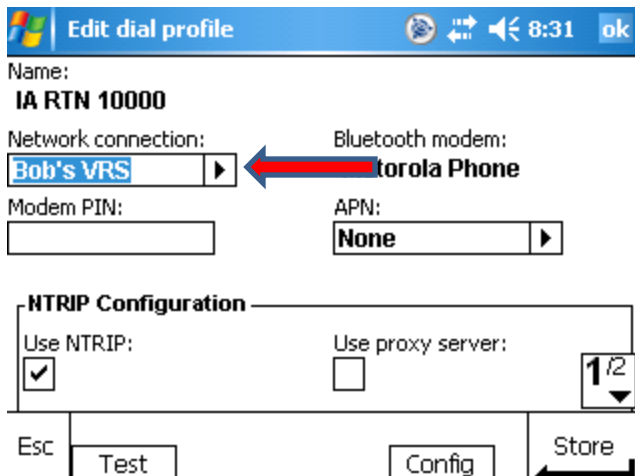 Edit dial profile 8:31 ok
Name:
IA RTN 10000
Network connection: Bluetooth modem:
Bob's VRS torola Phone
Modem PIN: APN:
None
NTRIP Configuration
Use NTRIP: Use proxy server:
1/2
Esc Test Config Store